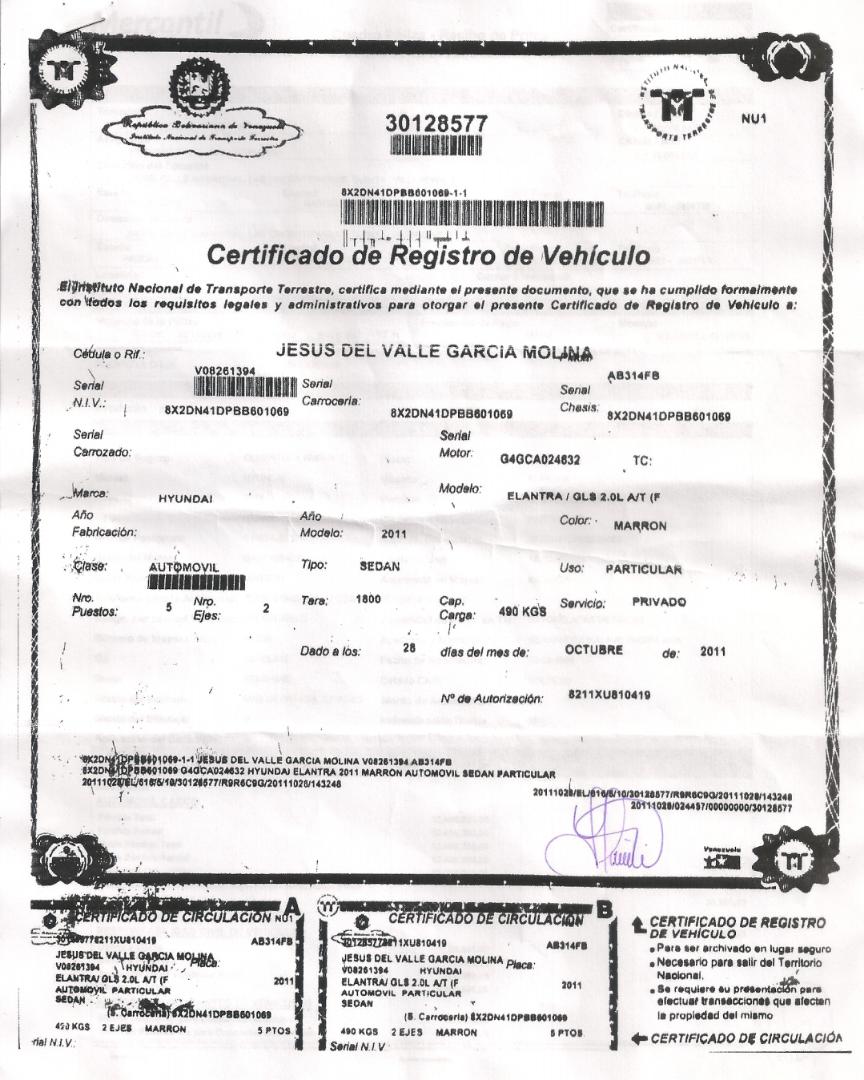 Mercantil
República Bolivariana de Venezuela
Instituto Nacional de Transporte Terrestre
30128577
INSTITUTO NACIONAL DE TRANSPORTE TERRESTRE
NU1
8X2DN41DPBB601069-1-1
Certificado de Registro de Vehículo
El Instituto Nacional de Transporte Terrestre, certifica mediante el presente documento, que se ha cumplido formalmente
con todos los requisitos legales y administrativos para otorgar el presente Certificado de Registro de Vehículo a:
Cédula o Rif.: JESUS DEL VALLE GARCIA MOLINA
V08261394 AB314FB
Serial N.I.V.: 8X2DN41DPBB601069 Serial Carrocería: 8X2DN41DPBB601069 Serial Chasis: 8X2DN41DPBB601069
Serial Carrozado: Serial Motor: G4GCA024632 TC:
Marca: HYUNDAI Modelo: ELANTRA / GLS 2.0L A/T (F
Año Fabricación: Año Modelo: 2011 Color: MARRON
Clase: AUTOMOVIL Tipo: SEDAN Uso: PARTICULAR
Nro. Puestos: 5 Nro. Ejes: 2 Tara: 1800 Cap. Carga: 490 KGS Servicio: PRIVADO
Dado a los: 28 días del mes de: OCTUBRE de: 2011
Nº de Autorización: 8211XU810419
8X2DN41DPBB601069-1-1 JESUS DEL VALLE GARCIA MOLINA V08261394 AB314FB
8X2DN41DPBB601069 G4GCA024632 HYUNDAI ELANTRA 2011 MARRON AUTOMOVIL SEDAN PARTICULAR
20111028/EL/616/5/10/30128577/R9R6C9G/20111028/143248
20111028/EL/616/5/10/30128577/R9R6C9G/20111028/143248
20111028/024457/00000000/30128577
Venezuela
A
CERTIFICADO DE CIRCULACIÓN NU1
8211XU810419 AB314FB
JESUS DEL VALLE GARCIA MOLINA Placa:
V08261394 HYUNDAI
ELANTRA/ GLS 2.0L A/T (F 2011
AUTOMOVIL PARTICULAR
SEDAN
(S. Carroceria) 8X2DN41DPBB601069
490 KGS 2 EJES MARRON 5 PTOS
rial N.I.V.:
B
CERTIFICADO DE CIRCULACIÓN
301285778211XU810419 AB314FB
JESUS DEL VALLE GARCIA MOLINA Placa:
V08261394 HYUNDAI
ELANTRA/ GLS 2.0L A/T (F 2011
AUTOMOVIL PARTICULAR
SEDAN
(S. Carroceria) 8X2DN41DPBB601069
490 KGS 2 EJES MARRON 5 PTOS
Serial N.I.V.
CERTIFICADO DE REGISTRO
DE VEHÍCULO
Para ser archivado en lugar seguro
Necesario para salir del Territorio
Nacional.
Se requiere su presentación para
efectuar transacciones que afecten
la propiedad del mismo
CERTIFICADO DE CIRCULACIÓN